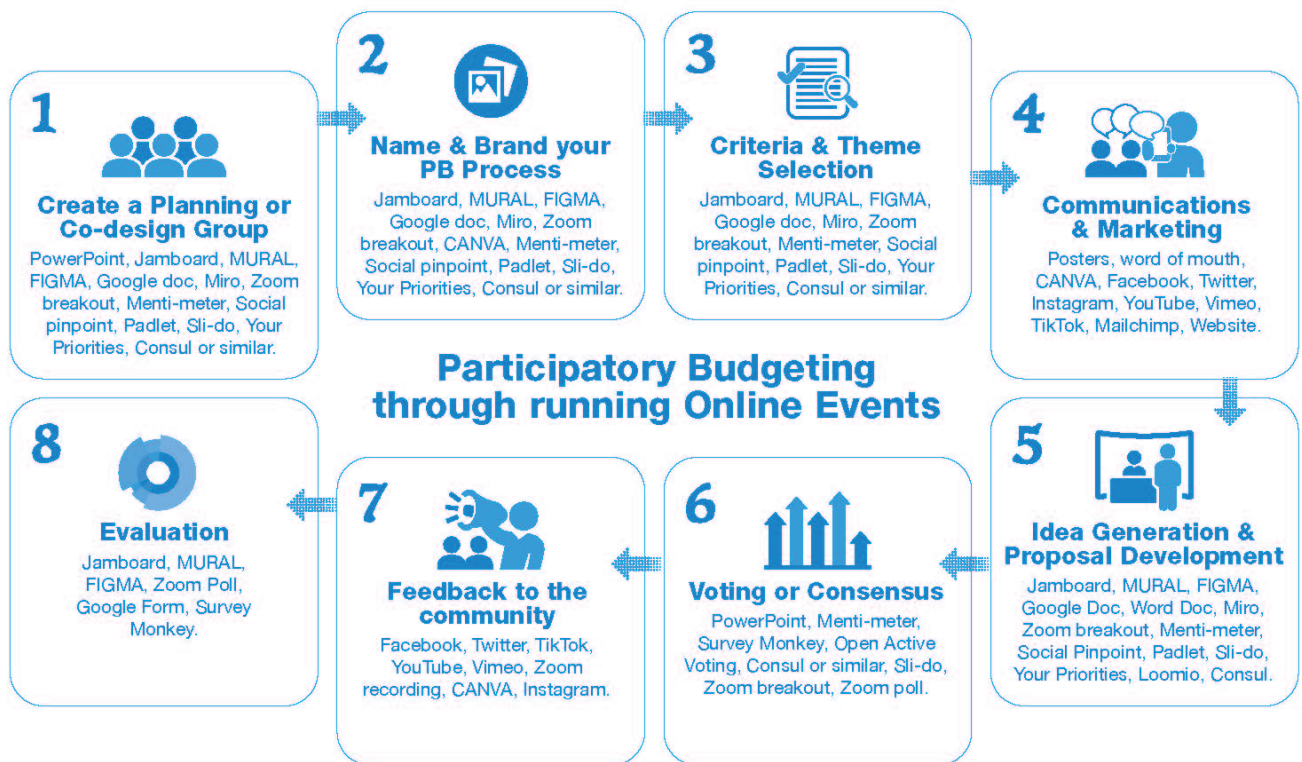 1
Create a Planning or
Co-design Group
PowerPoint, Jamboard, MURAL,
FIGMA, Google doc, Miro, Zoom
breakout, Menti-meter, Social
pinpoint, Padlet, Sli-do, Your
Priorities, Consul or similar.
2
Name & Brand your
PB Process
Jamboard, MURAL, FIGMA,
Google doc, Miro, Zoom
breakout, CANVA, Menti-meter,
Social pinpoint, Padlet, Sli-do,
Your Priorities, Consul or similar.
3
Criteria & Theme
Selection
Jamboard, MURAL, FIGMA,
Google doc, Miro, Zoom
breakout, Menti-meter, Social
pinpoint, Padlet, Sli-do, Your
Priorities, Consul or similar.
4
Communications
& Marketing
Posters, word of mouth,
CANVA, Facebook, Twitter,
Instagram, YouTube, Vimeo,
TikTok, Mailchimp, Website.
Participatory Budgeting
through running Online Events
5
Idea Generation &
Proposal Development
Jamboard, MURAL, FIGMA,
Google Doc, Word Doc, Miro,
Zoom breakout, Menti-meter,
Social Pinpoint, Padlet, Sli-do,
Your Priorities, Loomio, Consul.
6
Voting or Consensus
PowerPoint, Menti-meter,
Survey Monkey, Open Active
Voting, Consul or similar, Sli-do,
Zoom breakout, Zoom poll.
7
Feedback to the
community
Facebook, Twitter, TikTok,
YouTube, Vimeo, Zoom
recording, CANVA, Instagram.
8
Evaluation
Jamboard, MURAL,
FIGMA, Zoom Poll,
Google Form, Survey
Monkey.